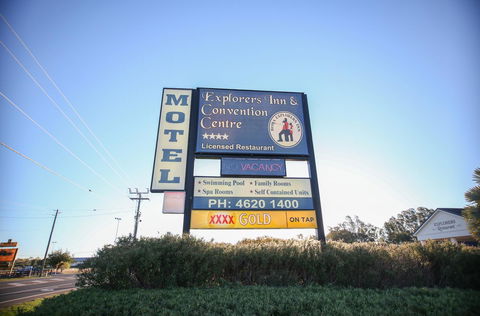 MOTEL
Explorers Inn &
Convention
Centre
Licensed Restaurant
NO VACANCY
Swimming Pool
Family Rooms
Spa Rooms
Self Contained Units
PH: 4620 1400
XXXX GOLD ON TAP